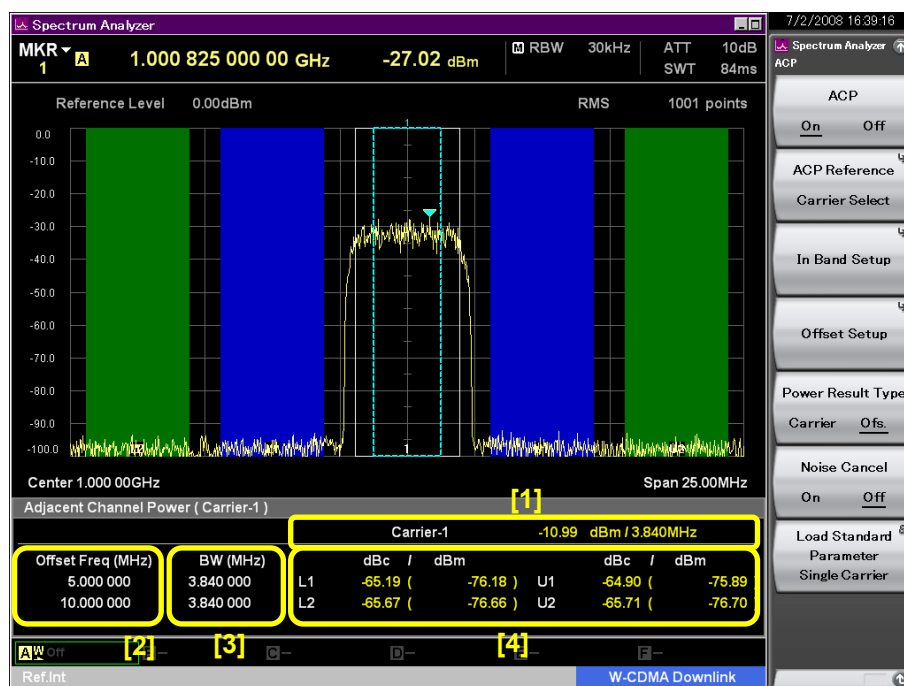 Spectrum Analyzer
7/2/2008 16:39:16
MKR 1 A 1.000 825 000 00 GHz -27.02 dBm
M RBW 30kHz ATT 10dB
SWT 84ms
Reference Level 0.00dBm RMS 1001 points
1
0.0
-10.0
-20.0
-30.0
-40.0
-50.0
-60.0
-70.0
-80.0
-90.0
-100.0
L2
1
U2
Center 1.000 00GHz Span 25.00MHz
Adjacent Channel Power ( Carrier-1 )
[1]
Carrier-1 -10.99 dBm / 3.840MHz
Offset Freq (MHz) BW (MHz) dBc / dBm dBc / dBm
5.000 000 3.840 000 L1 -65.19 ( -76.18 ) U1 -64.90 ( -75.89
10.000 000 3.840 000 L2 -65.67 ( -76.66 ) U2 -65.71 ( -76.70
[2] [3] [4]
A W Off C- D- F-
Ref.Int W-CDMA Downlink
Spectrum Analyzer
ACP
ACP
On Off
ACP Reference
Carrier Select
In Band Setup
Offset Setup
Power Result Type
Carrier Ofs.
Noise Cancel
On Off
Load Standard
Parameter
Single Carrier